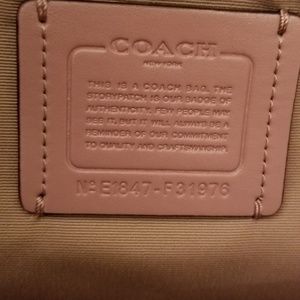 COACH
NEW YORK
THIS IS A COACH BAG. THE
STORYPATCH IS OUR BADGE OF
AUTHENTICITY. FEW PEOPLE MAY
SEE IT, BUT IT WILL ALWAYS BE A
REMINDER OF OUR COMMITMENT
TO QUALITY AND CRAFTSMANSHIP.
Nº E1847-F31976